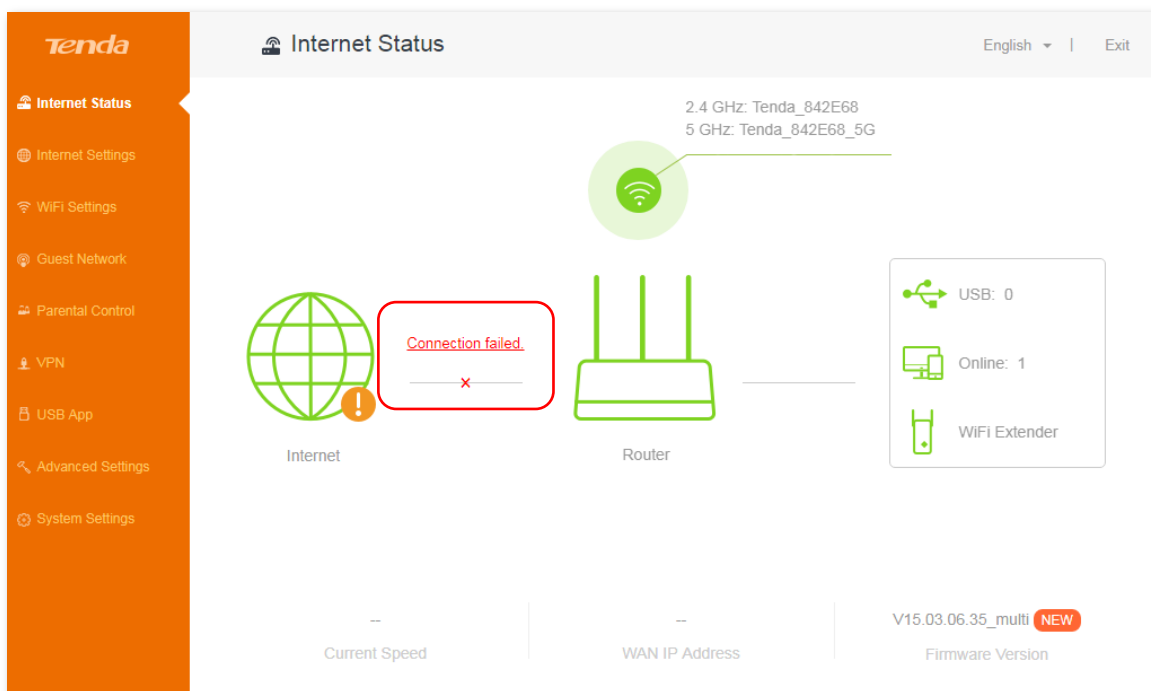 Tenda
Internet Status
English
|
Exit
Internet Status
Internet Settings
WiFi Settings
Guest Network
Parental Control
VPN
USB App
Advanced Settings
System Settings
2.4 GHz: Tenda_842E68
5 GHz: Tenda_842E68_5G
Connection failed.
Internet
Router
USB: 0
Online: 1
WiFi Extender
--
Current Speed
--
WAN IP Address
V15.03.06.35_multi NEW
Firmware Version